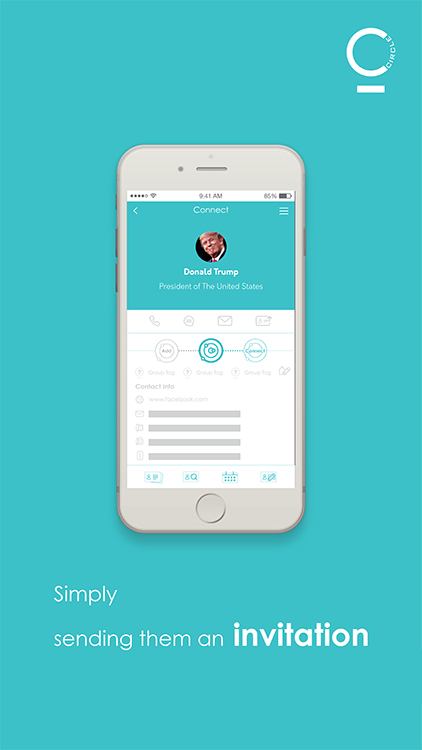 CIRCLE
9:41 AM
85%
Connect
Donald Trump
President of The United States
Add
Connect
Group Tag
Group Tag
Group Tag
Contact Info
www.facebook.com
Simply
sending them an invitation